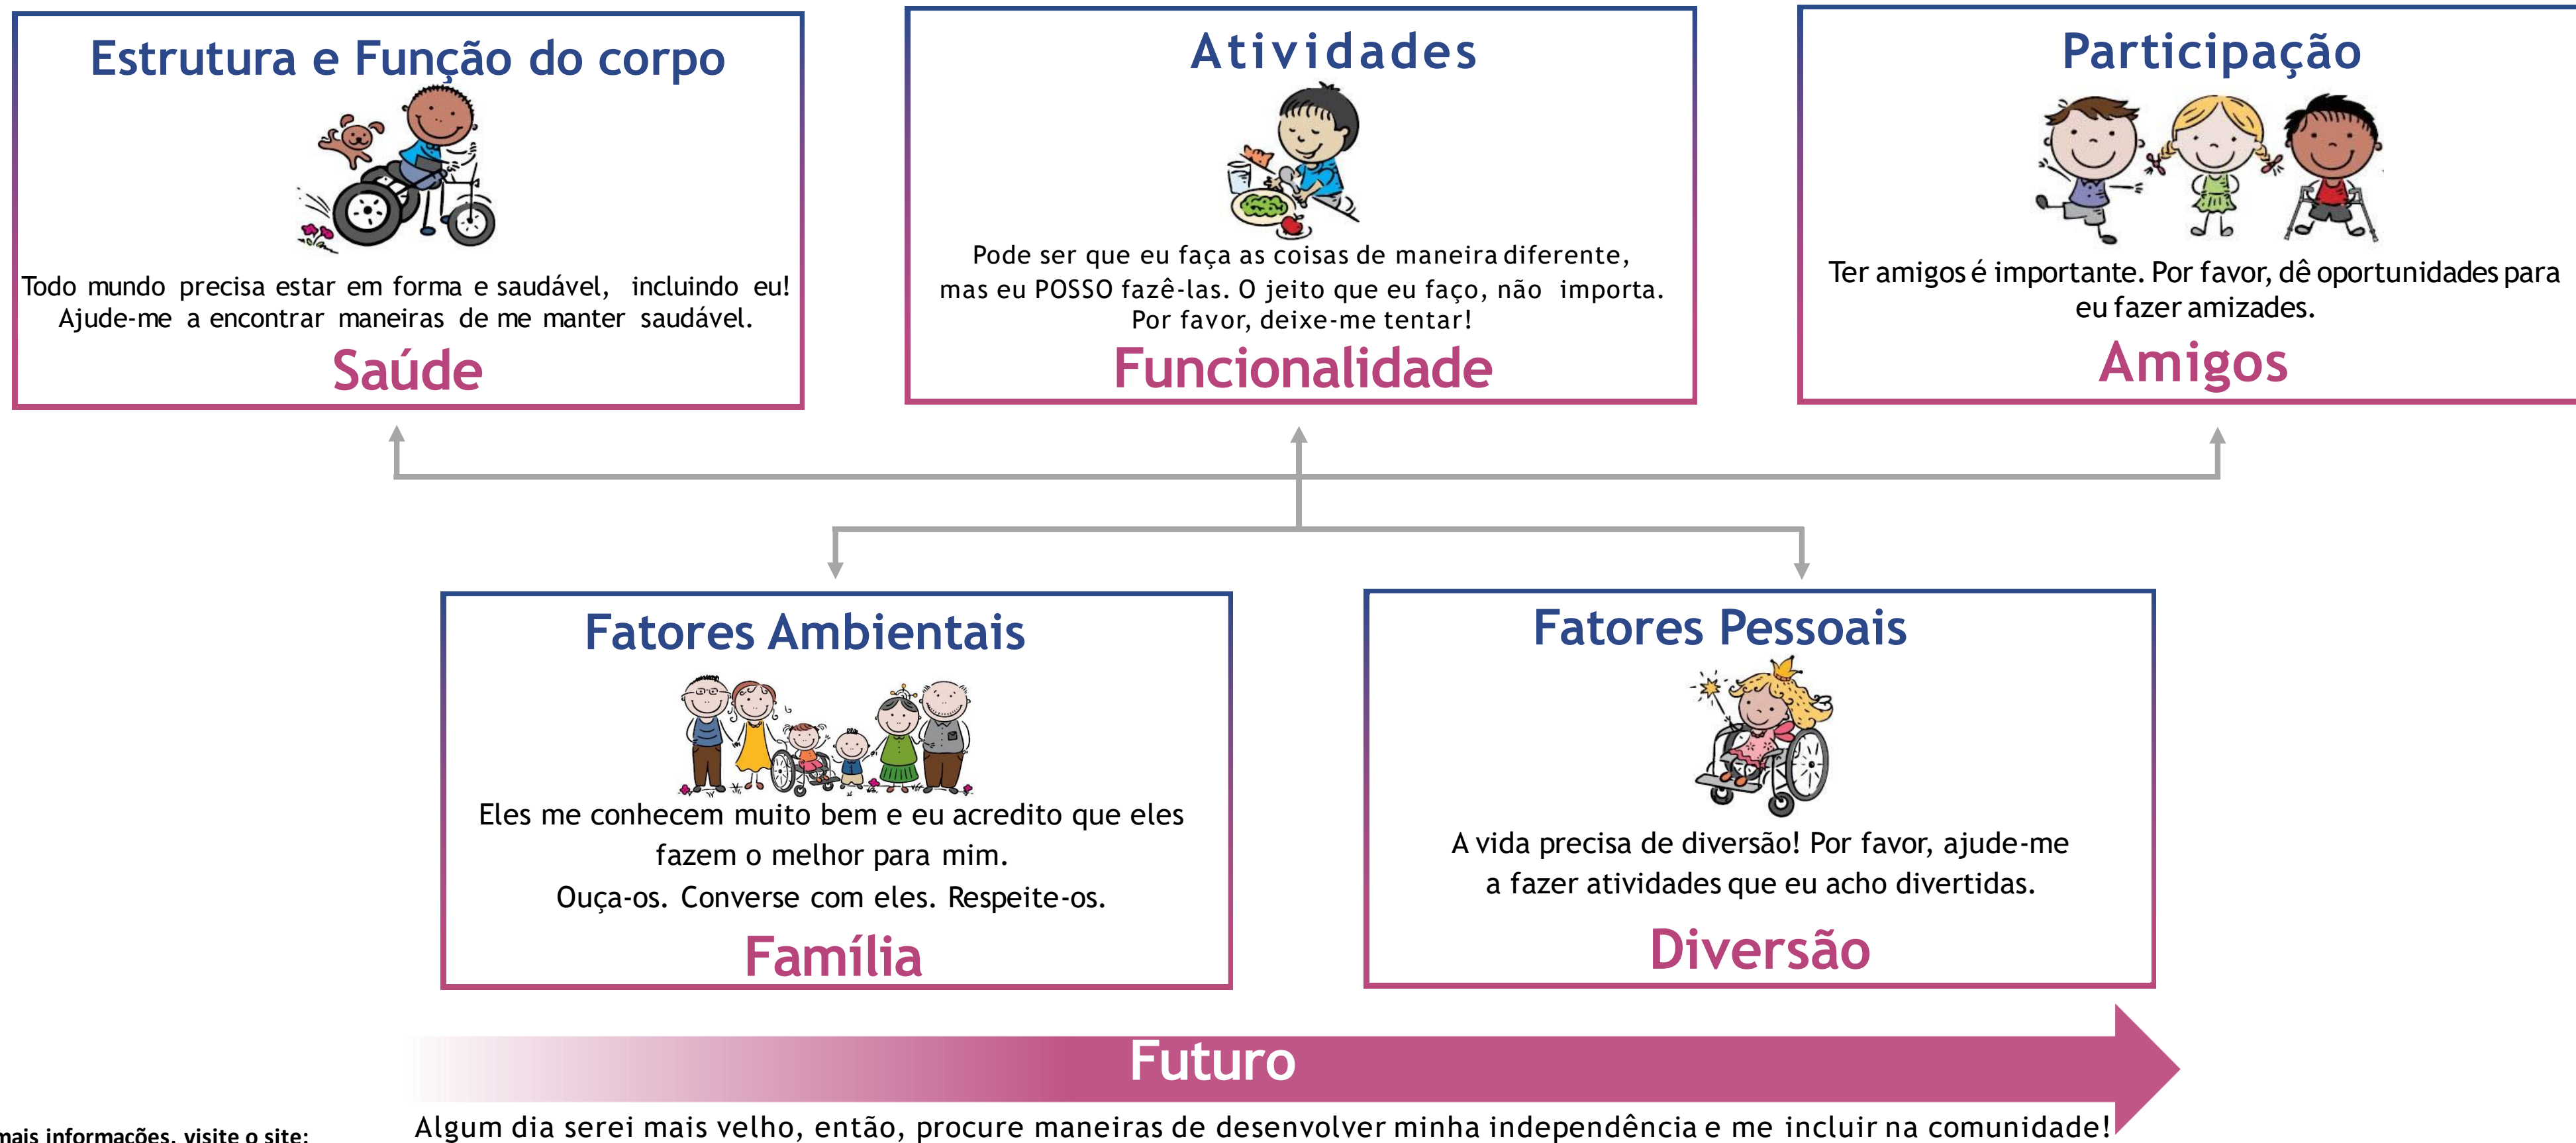 Estrutura e Função do corpo
Todo mundo precisa estar em forma e saudável, incluindo eu!
Ajude-me a encontrar maneiras de me manter saudável.
Saúde
Atividades
Pode ser que eu faça as coisas de maneira diferente,
mas eu POSSO fazê-las. O jeito que eu faço, não importa.
Por favor, deixe-me tentar!
Funcionalidade
Participação
Ter amigos é importante. Por favor, dê oportunidades para
eu fazer amizades.
Amigos
Fatores Ambientais
Eles me conhecem muito bem e eu acredito que eles
fazem o melhor para mim.
Ouça-os. Converse com eles. Respeite-os.
Família
Fatores Pessoais
A vida precisa de diversão! Por favor, ajude-me
a fazer atividades que eu acho divertidas.
Diversão
Futuro
Algum dia serei mais velho, então, procure maneiras de desenvolver minha independência e me incluir na comunidade!
mais informações, visite o site: